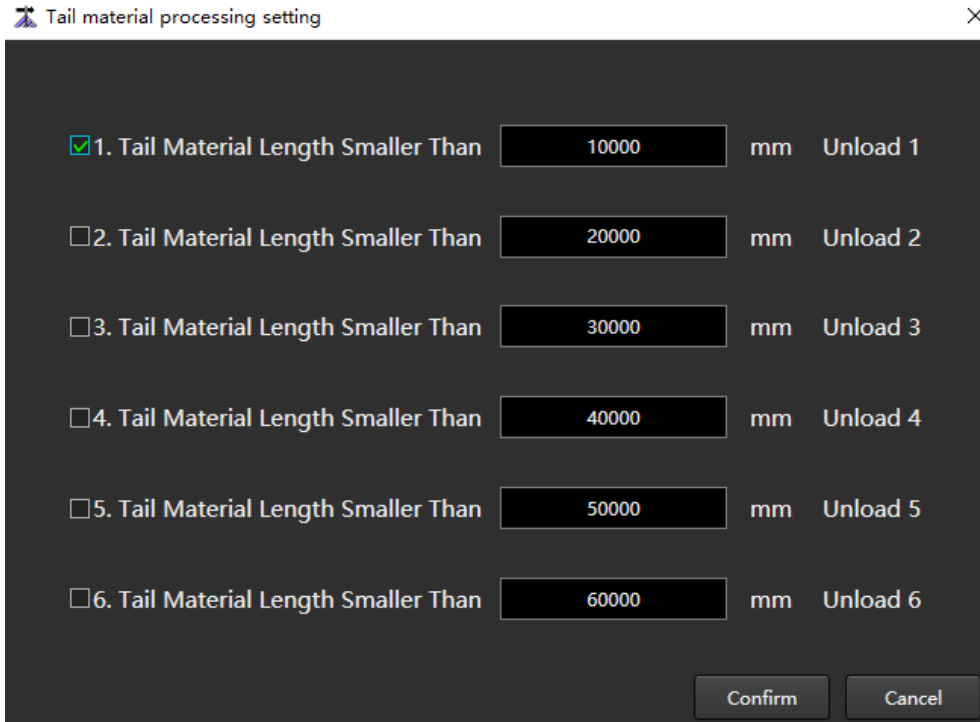 Tail material processing setting
1. Tail Material Length Smaller Than 10000 mm Unload 1
2. Tail Material Length Smaller Than 20000 mm Unload 2
3. Tail Material Length Smaller Than 30000 mm Unload 3
4. Tail Material Length Smaller Than 40000 mm Unload 4
5. Tail Material Length Smaller Than 50000 mm Unload 5
6. Tail Material Length Smaller Than 60000 mm Unload 6
Confirm Cancel